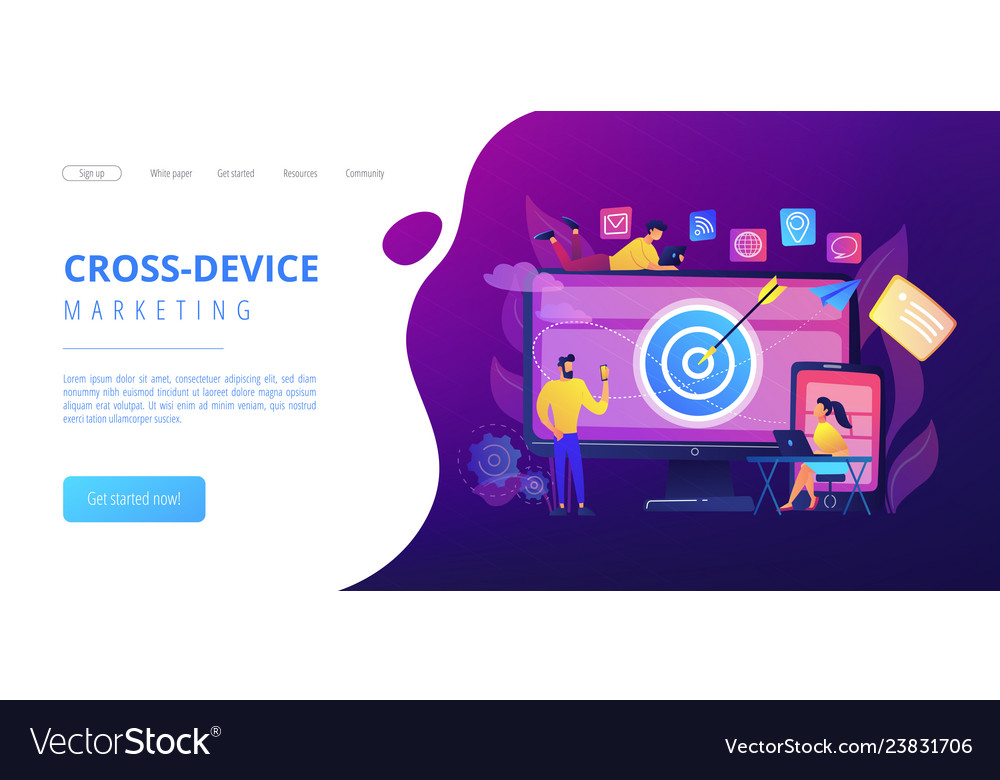 Sign up White paper Get started Resources Community
CROSS-DEVICE
MARKETING
Lorem ipsum dolor sit amet, consectetuer adipiscing elit, sed diam
nonummy nibh euismod tincidunt ut laoreet dolore magna
aliquam erat volutpat. Ut wisi enim ad minim veniam, quis nostrud
exerci tation ullamcorper susciex.
Get started now!
VectorStock® VectorStock.com/23831706